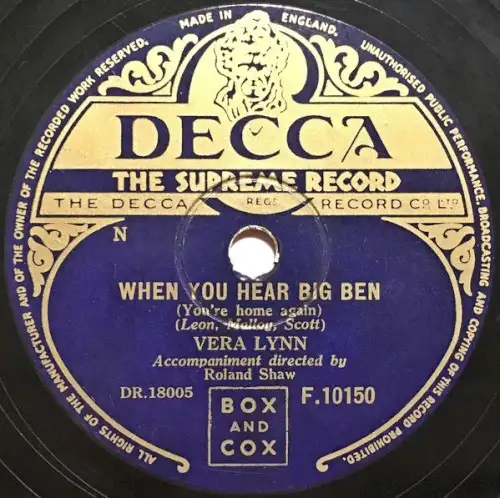 MADE IN ENGLAND.
ALL RIGHTS OF THE MANUFACTURER AND OF THE OWNER OF THE RECORDED WORK RESERVED.
UNAUTHORISED PUBLIC PERFORMANCE, BROADCASTING AND COPYING OF THIS RECORD PROHIBITED.
DECCA
THE SUPREME RECORD
THE DECCA REGD RECORD CO. LTD
N
WHEN YOU HEAR BIG BEN
(You're home again)
(Leon, Malloy, Scott)
VERA LYNN
Accompaniment directed by
Roland Shaw
DR.18005 F.10150
BOX
AND
COX